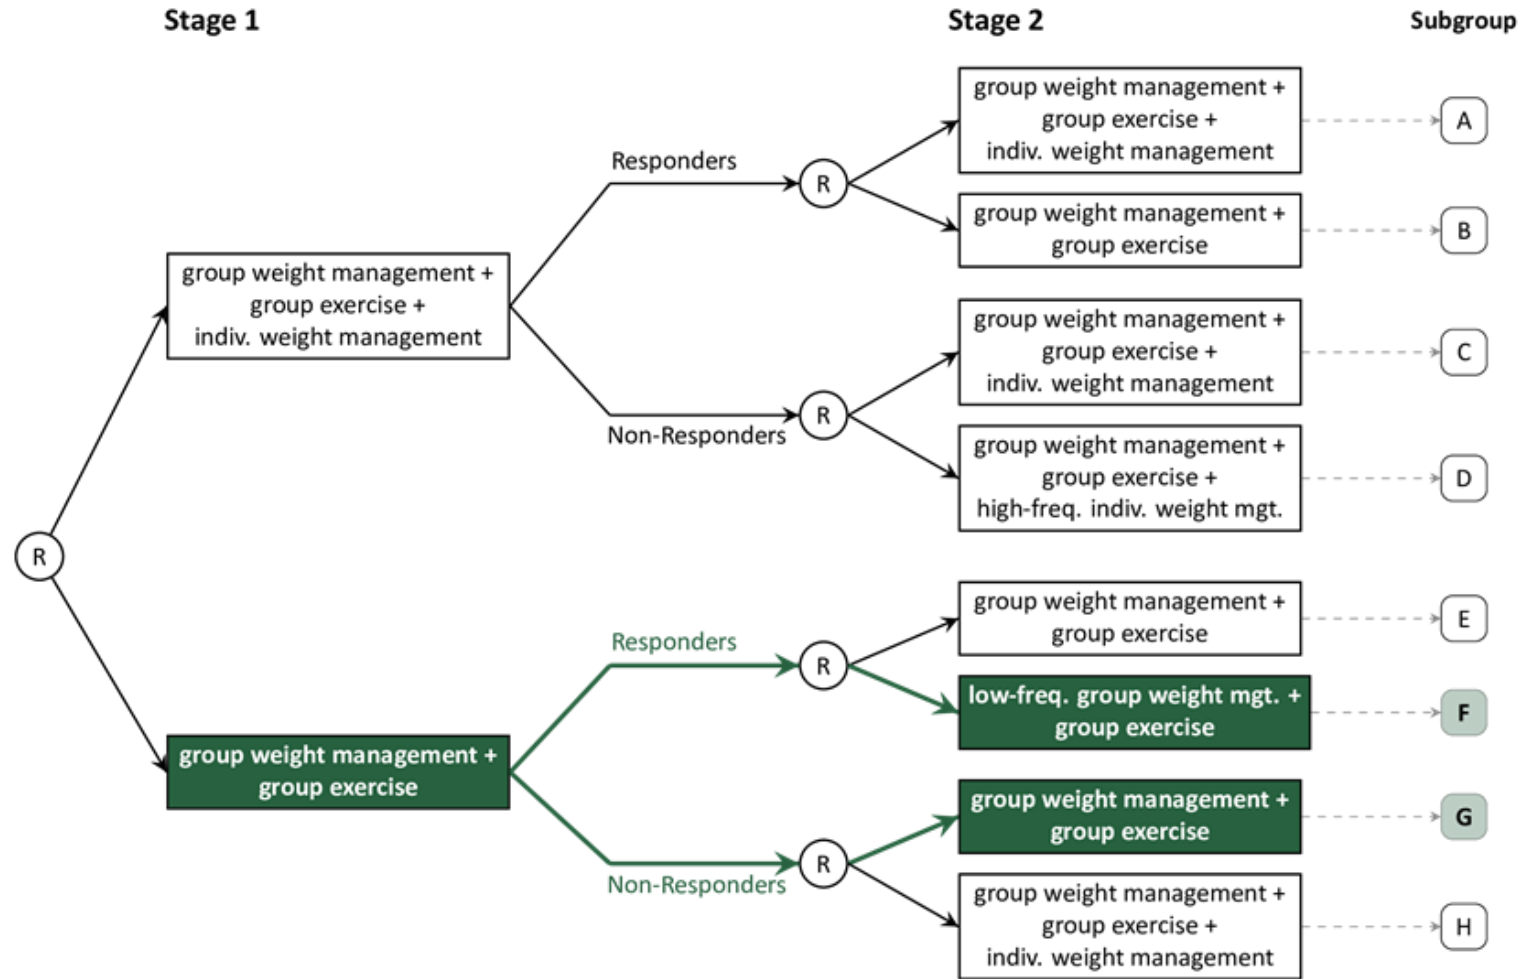 Stage 1
Stage 2
Subgroup
group weight management +
group exercise +
indiv. weight management
A
Responders
R
group weight management +
group exercise
B
group weight management +
group exercise +
indiv. weight management
group weight management +
group exercise +
indiv. weight management
C
R
Non-Responders
group weight management +
group exercise +
high-freq. indiv. weight mgt.
D
R
group weight management +
group exercise
E
Responders
R
low-freq. group weight mgt. +
group exercise
F
group weight management +
group exercise
group weight management +
group exercise
G
R
Non-Responders
group weight management +
group exercise +
indiv. weight management
H